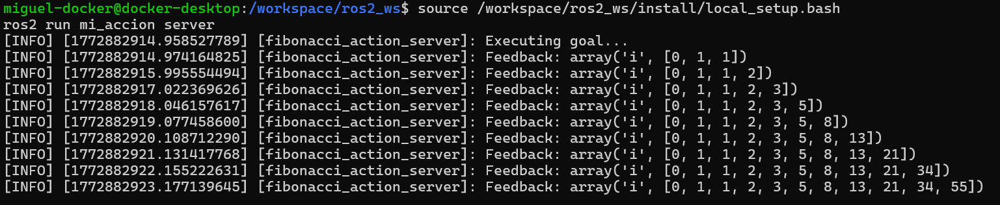 miguel-docker@docker-desktop:/workspace/ros2_ws$ source /workspace/ros2_ws/install/local_setup.bash
ros2 run mi_accion server
[INFO] [1772882914.958527789] [fibonacci_action_server]: Executing goal...
[INFO] [1772882914.974164825] [fibonacci_action_server]: Feedback: array('i', [0, 1, 1])
[INFO] [1772882915.995554494] [fibonacci_action_server]: Feedback: array('i', [0, 1, 1, 2])
[INFO] [1772882917.022369626] [fibonacci_action_server]: Feedback: array('i', [0, 1, 1, 2, 3])
[INFO] [1772882918.046157617] [fibonacci_action_server]: Feedback: array('i', [0, 1, 1, 2, 3, 5])
[INFO] [1772882919.077458600] [fibonacci_action_server]: Feedback: array('i', [0, 1, 1, 2, 3, 5, 8])
[INFO] [1772882920.108712290] [fibonacci_action_server]: Feedback: array('i', [0, 1, 1, 2, 3, 5, 8, 13])
[INFO] [1772882921.131417768] [fibonacci_action_server]: Feedback: array('i', [0, 1, 1, 2, 3, 5, 8, 13, 21])
[INFO] [1772882922.155222631] [fibonacci_action_server]: Feedback: array('i', [0, 1, 1, 2, 3, 5, 8, 13, 21, 34])
[INFO] [1772882923.177139645] [fibonacci_action_server]: Feedback: array('i', [0, 1, 1, 2, 3, 5, 8, 13, 21, 34, 55])